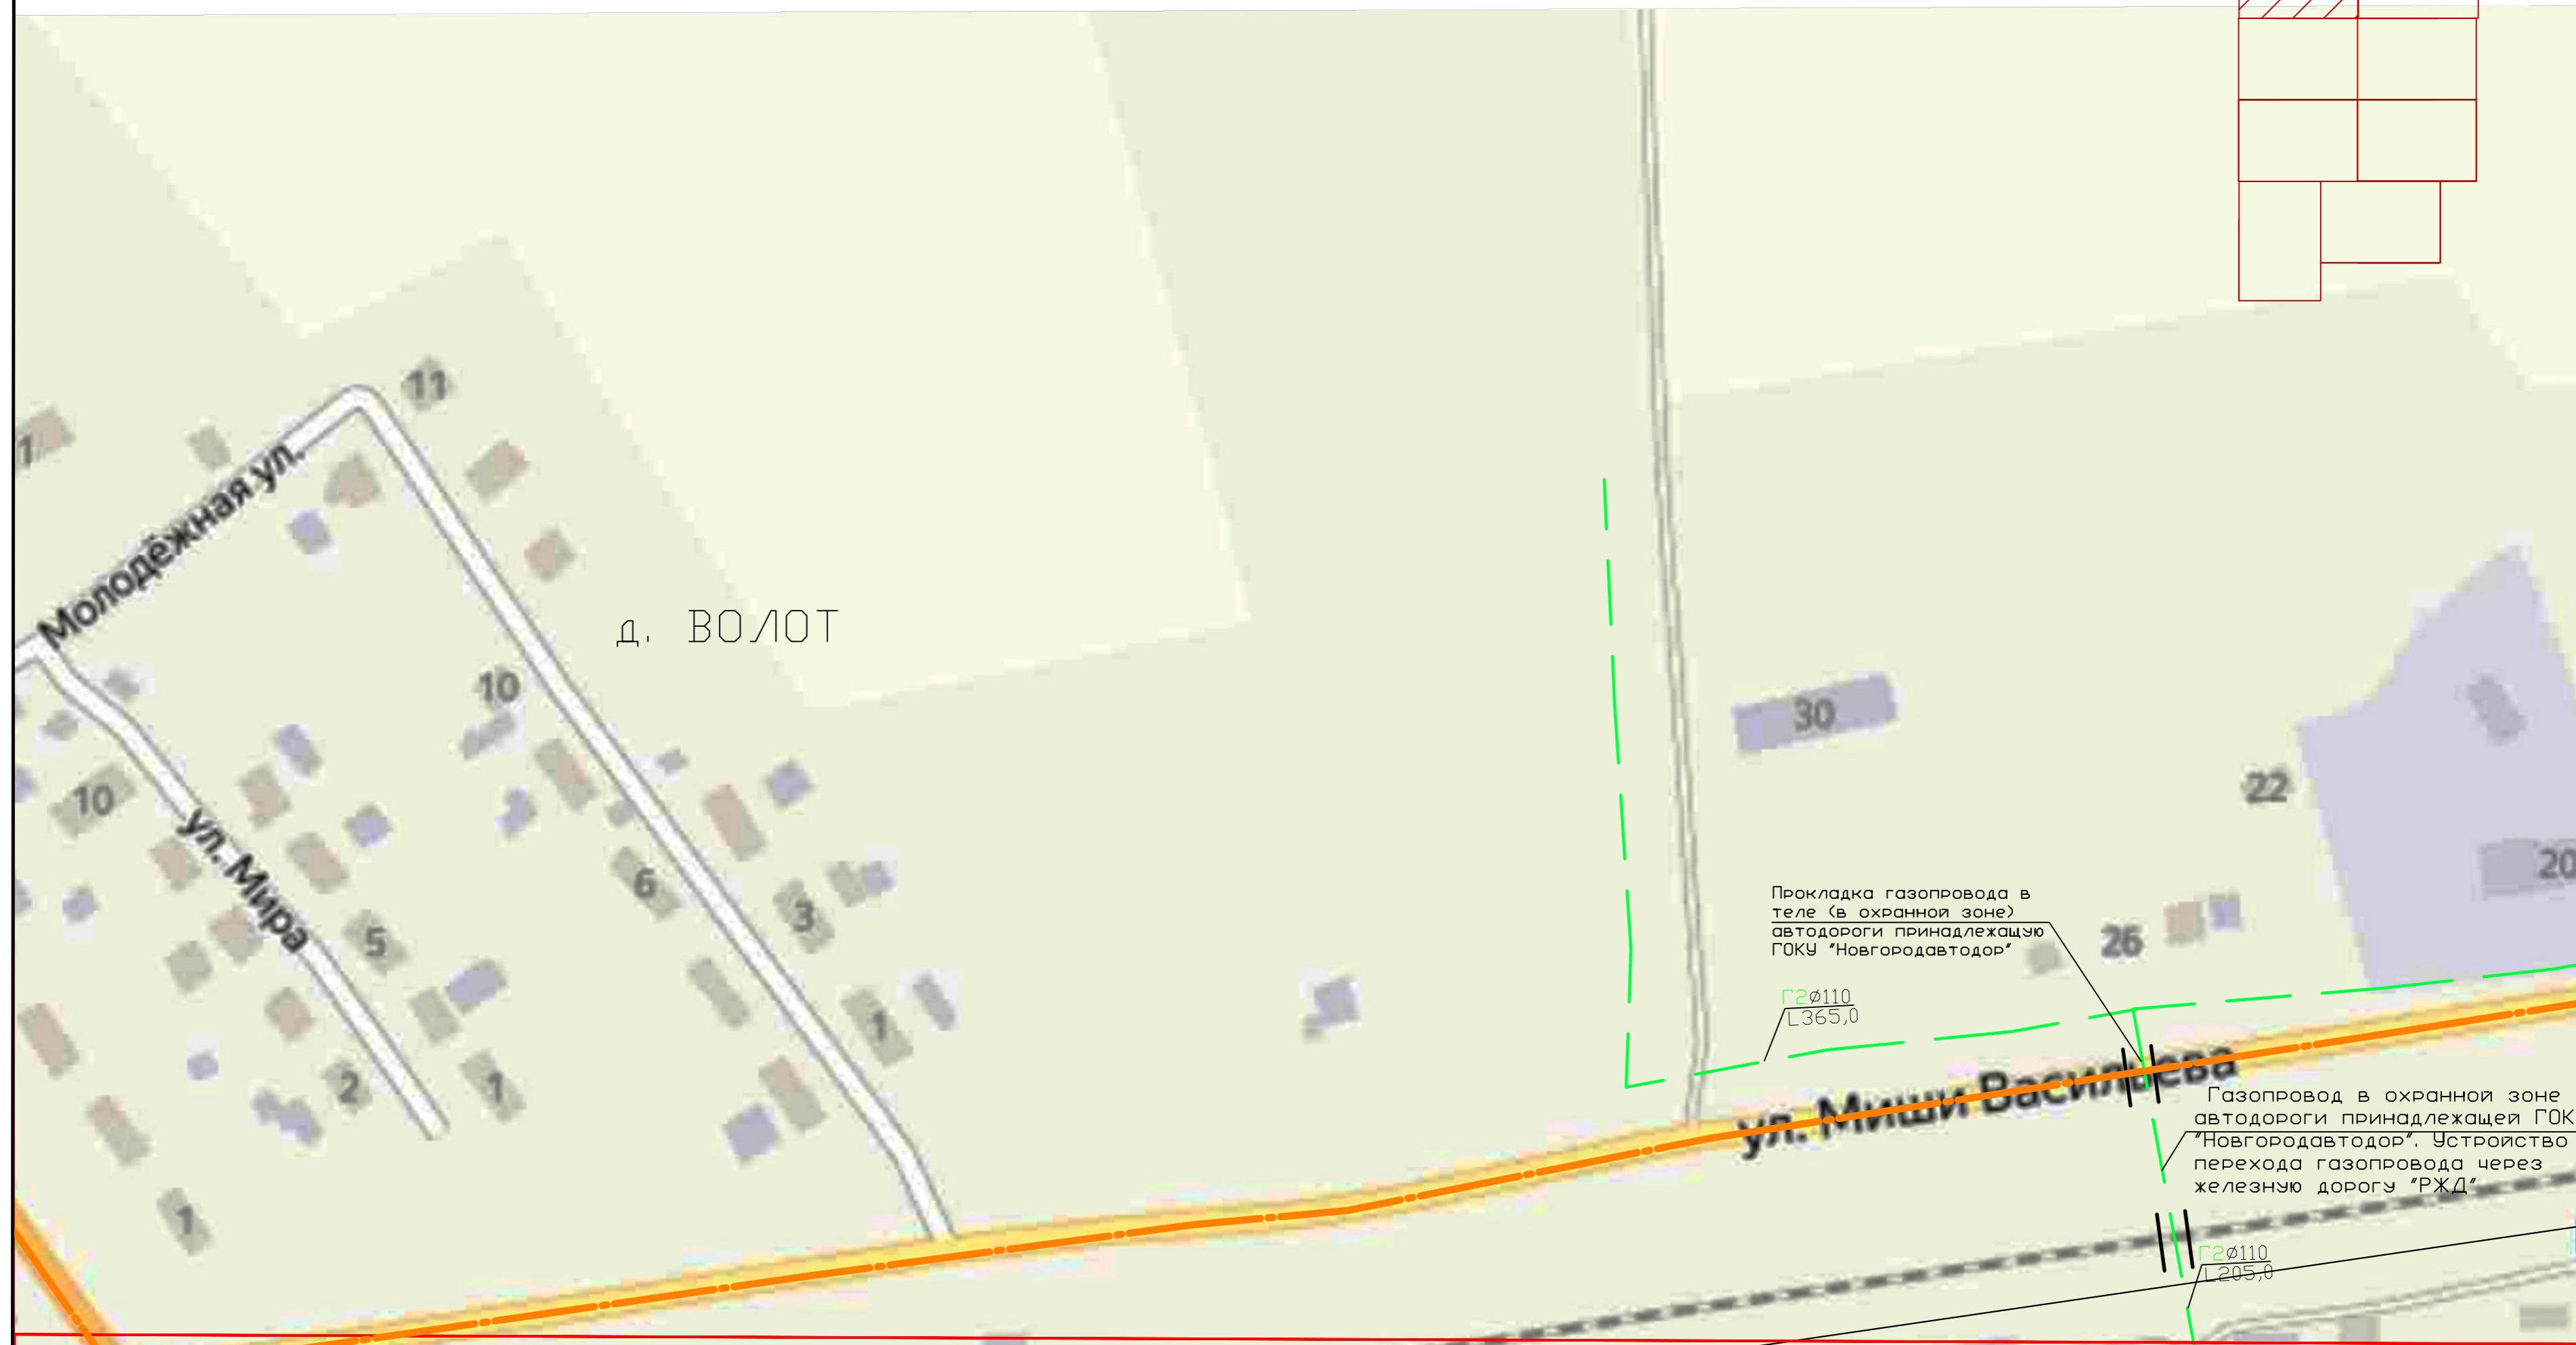 11
1
Молодёжная ул.
д. ВОЛОТ
10
30
10
22
ул. Мира
6
20
3
5
26
Прокладка газопровода в
теле (в охранной зоне)
автодороги принадлежащую
ГОКУ "Новгородавтодор"
Г2ø110
L365,0
1
2
1
ул. Миши Васильева
Газопровод в охранной зоне
автодороги принадлежащей ГОК
"Новгородавтодор". Устройство
перехода газопровода через
железную дорогу "РЖД"
1
Г2ø110
L205,0